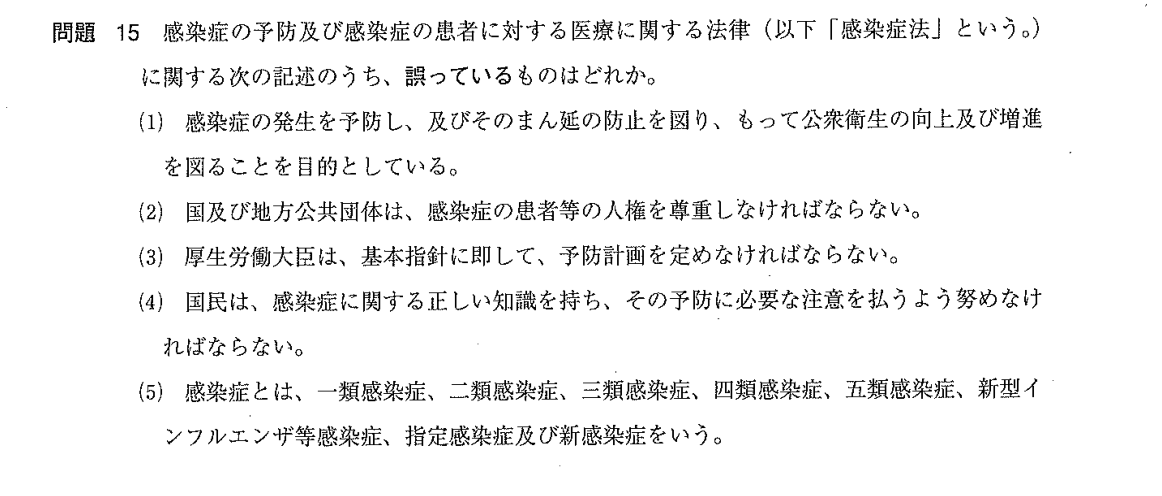 問題 15 感染症の予防及び感染症の患者に対する医療に関する法律（以下「感染症法」という。）
に関する次の記述のうち、誤っているものはどれか。
(1) 感染症の発生を予防し、及びそのまん延の防止を図り、もって公衆衛生の向上及び増進
を図ることを目的としている。
(2) 国及び地方公共団体は、感染症の患者等の人権を尊重しなければならない。
(3) 厚生労働大臣は、基本指針に即して、予防計画を定めなければならない。
(4) 国民は、感染症に関する正しい知識を持ち、その予防に必要な注意を払うよう努めなけ
ればならない。
(5) 感染症とは、一類感染症、二類感染症、三類感染症、四類感染症、五類感染症、新型イ
ンフルエンザ等感染症、指定感染症及び新感染症をいう。